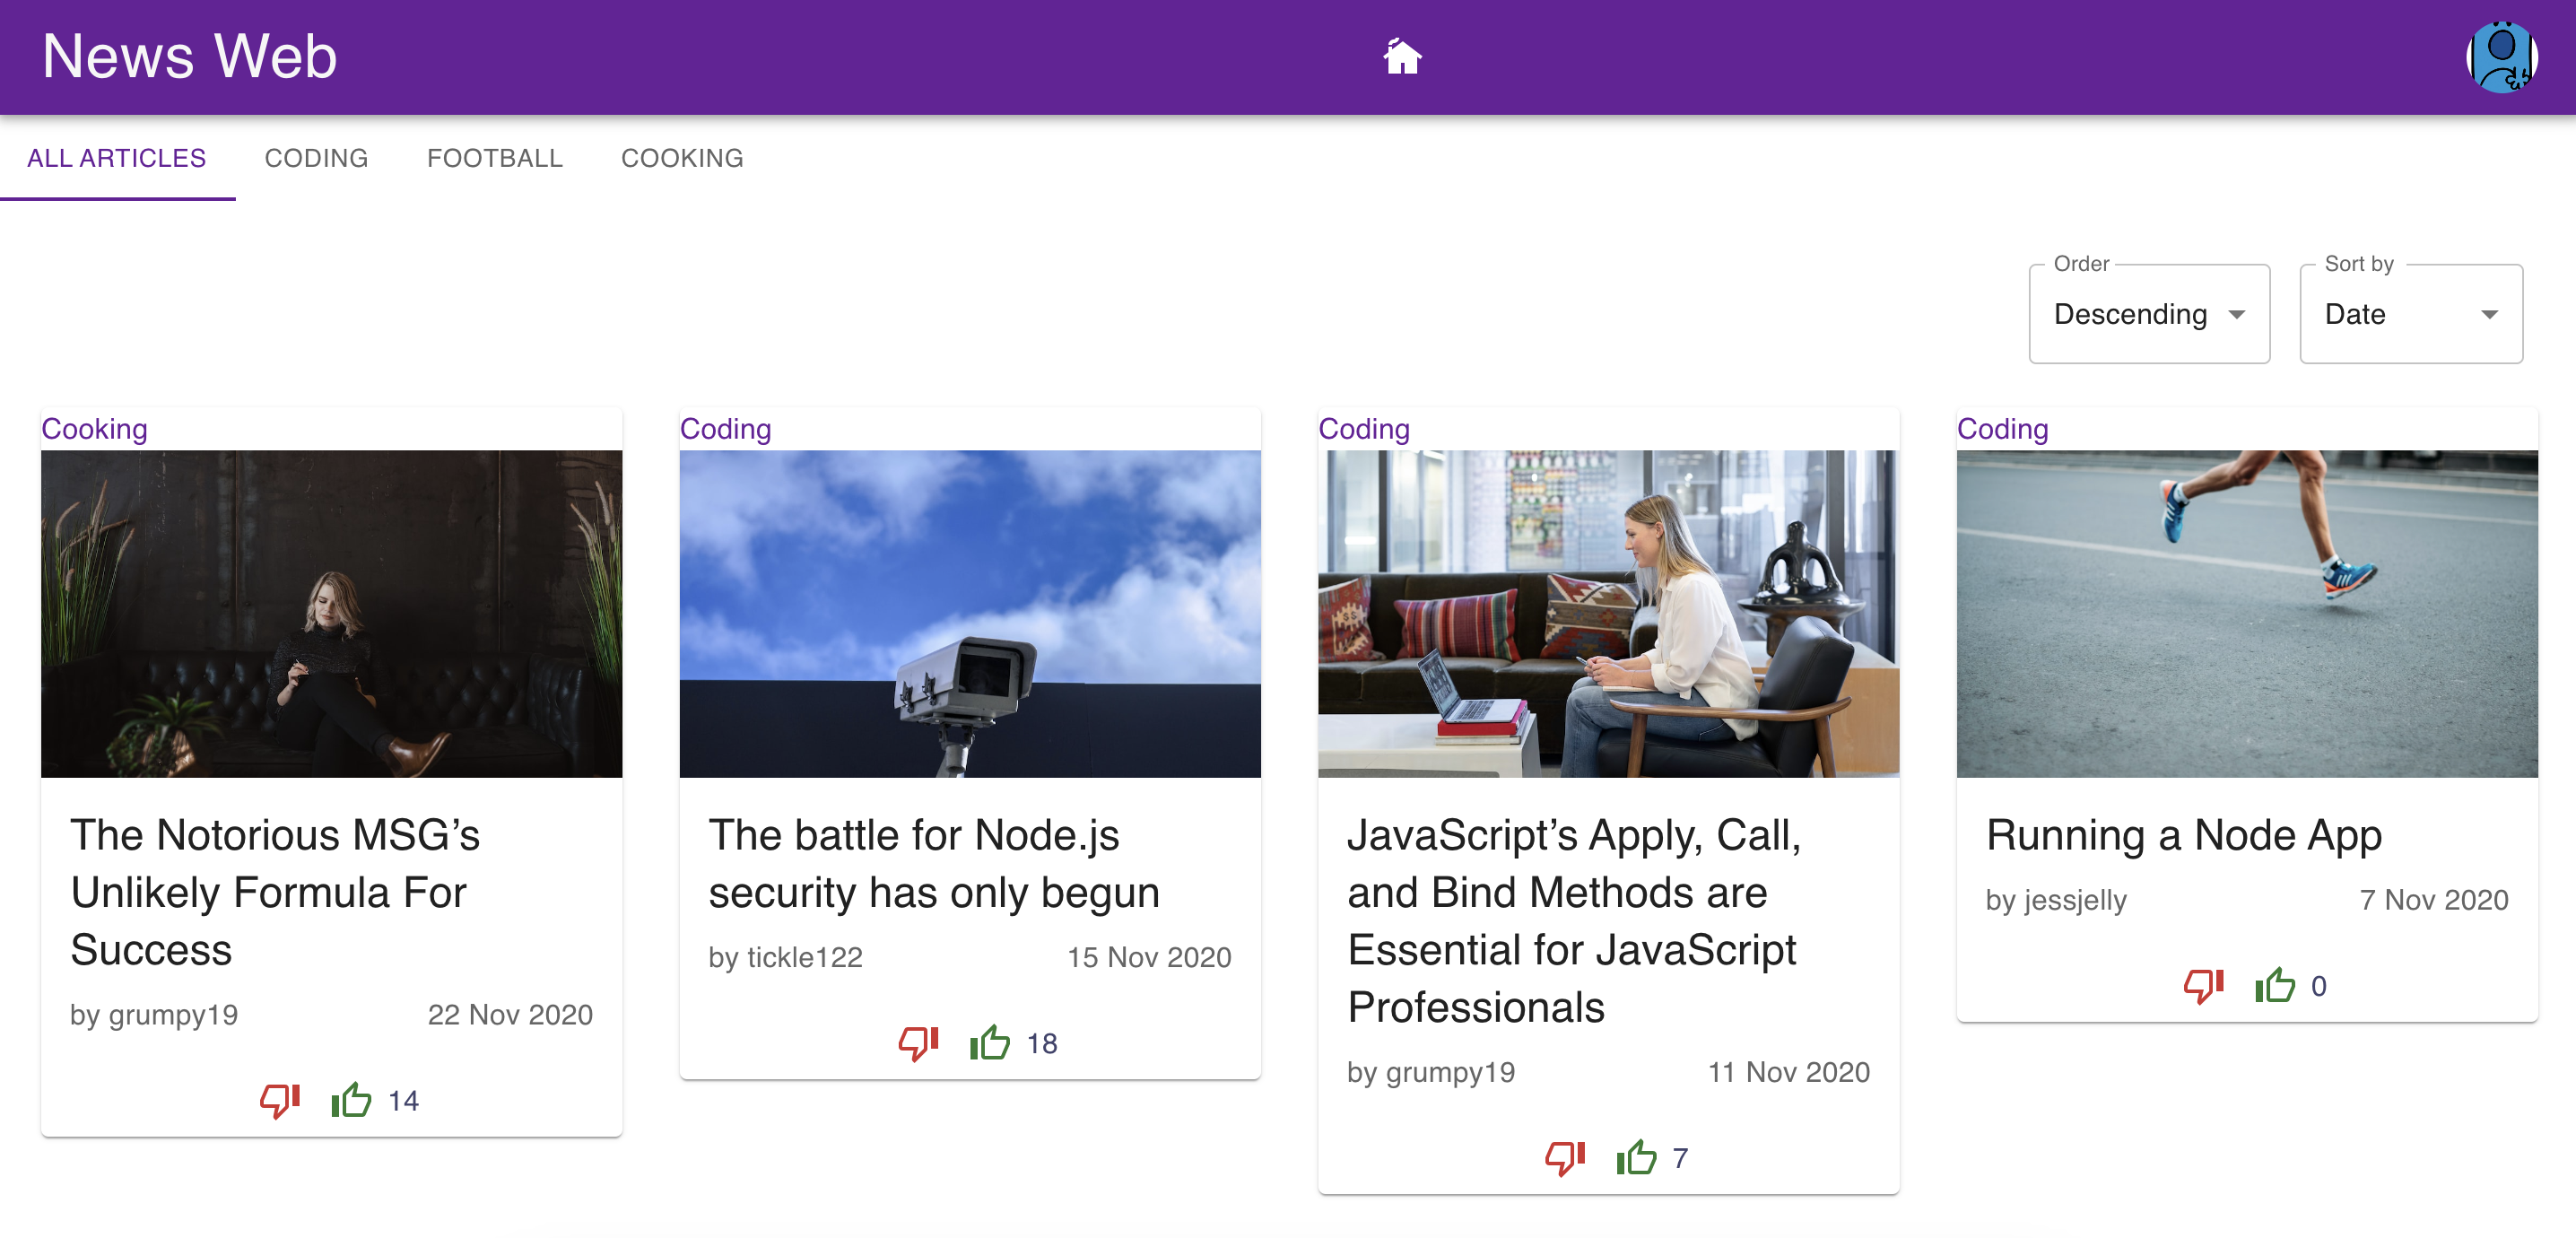 News Web
ALL ARTICLES
CODING
FOOTBALL
COOKING
Order
Descending
Sort by
Date
Cooking
The Notorious MSG’s
Unlikely Formula For
Success
by grumpy19
22 Nov 2020
14
Coding
The battle for Node.js
security has only begun
by tickle122
15 Nov 2020
18
Coding
JavaScript’s Apply, Call,
and Bind Methods are
Essential for JavaScript
Professionals
by grumpy19
11 Nov 2020
7
Coding
Running a Node App
by jessjelly
7 Nov 2020
0